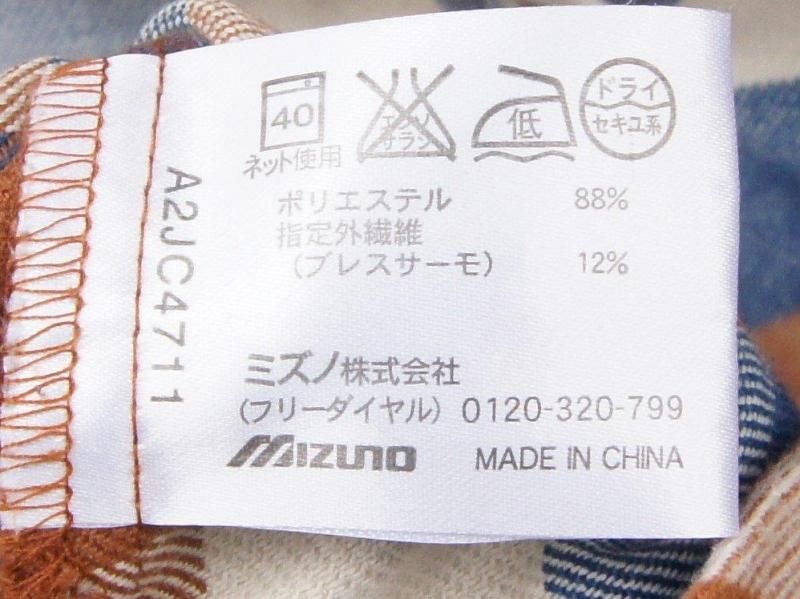 40
エンソ
サラシ
低
ドライ
セキユ系
ネット使用
A2JC4711
ポリエステル 88%
指定外繊維
(ブレスサーモ) 12%
ミズノ株式会社
(フリーダイヤル) 0120-320-799
MIZUNO MADE IN CHINA